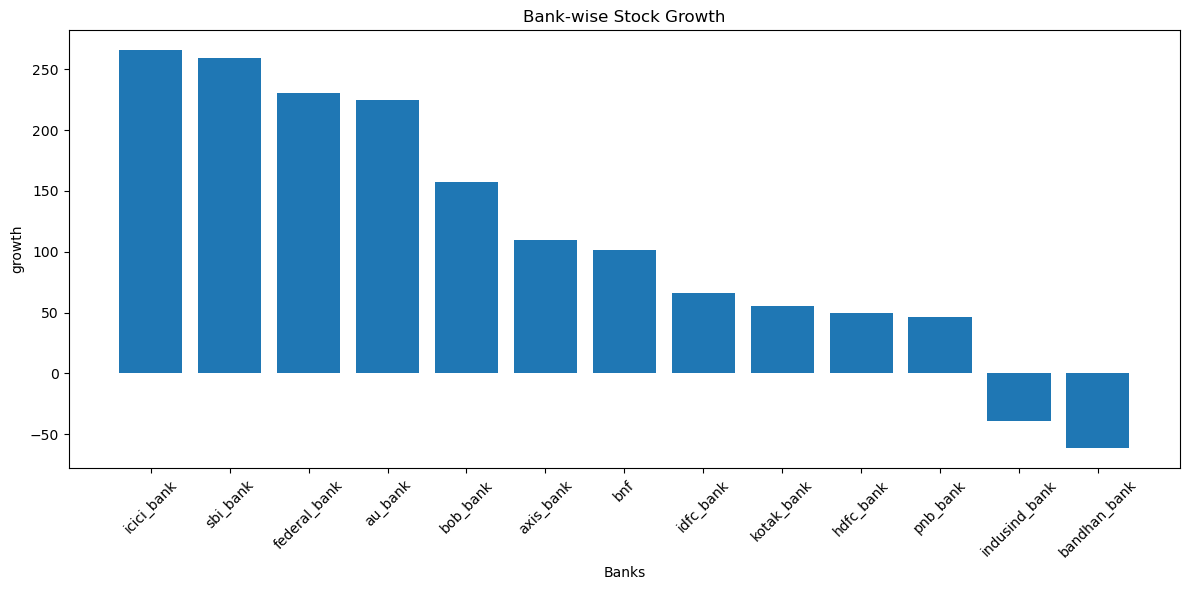 Bank-wise Stock Growth
growth
250
200
150
100
50
0
−50
icici_bank
sbi_bank
federal_bank
au_bank
bob_bank
axis_bank
bnf
idfc_bank
kotak_bank
hdfc_bank
pnb_bank
indusind_bank
bandhan_bank
Banks